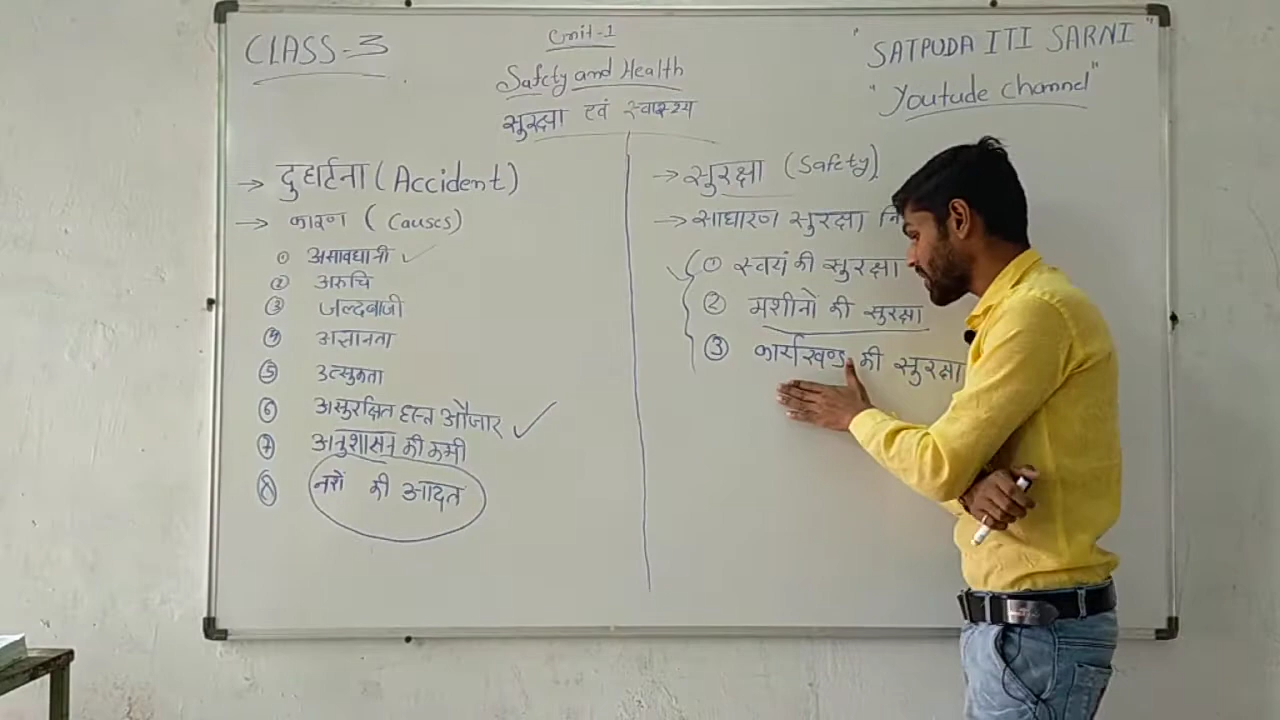 CLASS-3
Unit-1
Safety and Health
सुरक्षा एवं स्वास्थ्य
"SATPUDA ITI SARNI"
"Youtude channel"
→ दुर्घटना (Accident)
→ कारण (Causes)
① असावधानी ✓
② अरुचि
③ जल्दबाजी
④ अज्ञानता
⑤ उत्सुकता
⑥ असुरक्षित हस्त औजार ✓
⑦ अनुशासन की कमी
⑧ नशे की आदत
→ सुरक्षा (Safety)
→ साधारण सुरक्षा
① स्वयं की सुरक्षा
② मशीनों की सुरक्षा
③ कार्यखण्ड की सुरक्षा